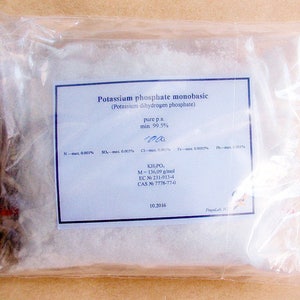 Potassium phosphate monobasic
(Potassium dihydrogen phosphate)
pure p.a.
min. 99.5%
KH₂PO₄
M = 136,09 g/mol
EC № 231-913-4
CAS № 7778-77-0
10.2016